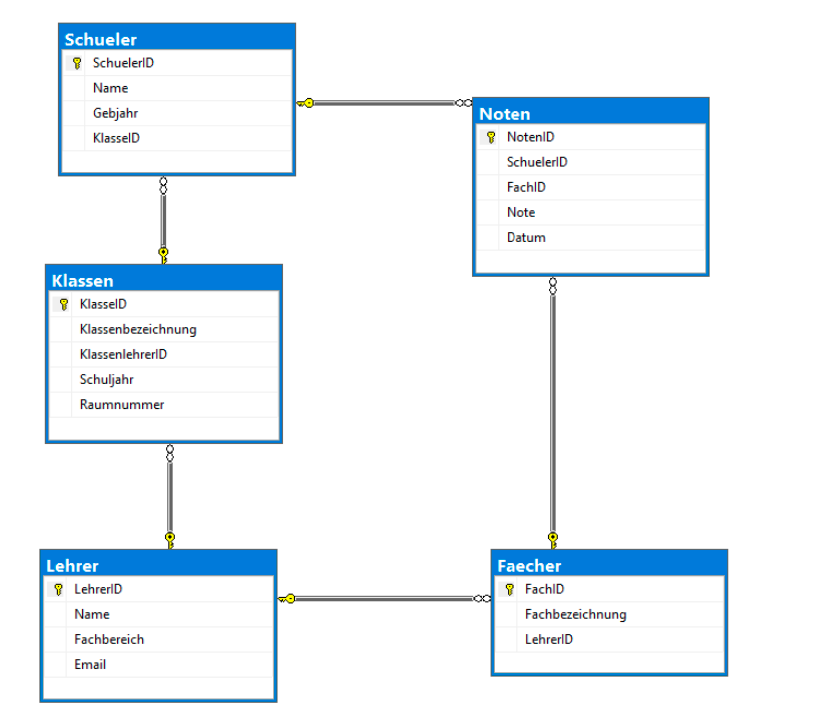 Schueler
SchuelerID
Name
Gebjahr
KlasseID
Noten
NotenID
SchuelerID
FachID
Note
Datum
Klassen
KlasseID
Klassenbezeichnung
KlassenlehrerID
Schuljahr
Raumnummer
Lehrer
LehrerID
Name
Fachbereich
Email
Faecher
FachID
Fachbezeichnung
LehrerID